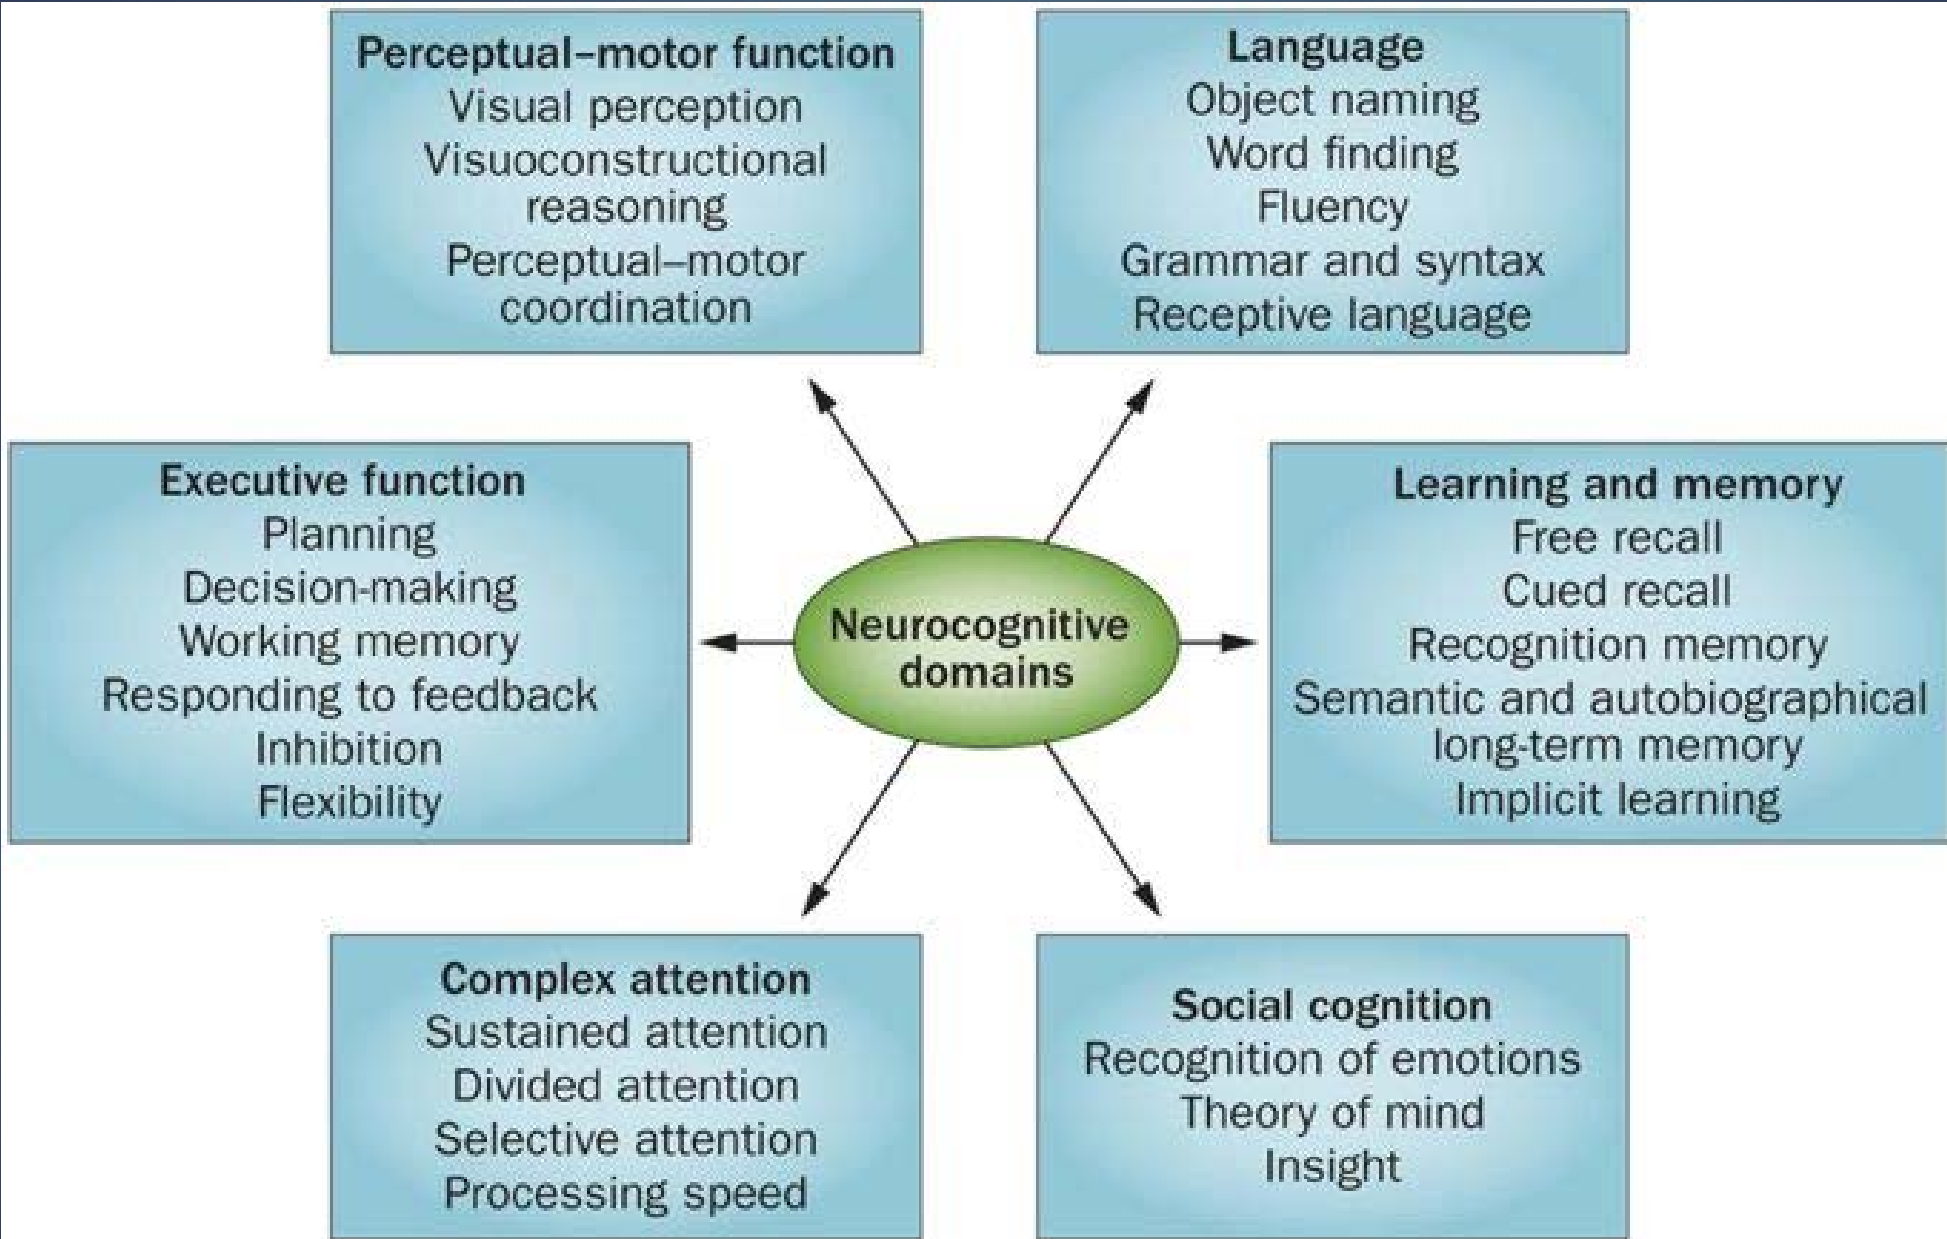 Perceptual–motor function
Visual perception
Visuoconstructional
reasoning
Perceptual–motor
coordination
Language
Object naming
Word finding
Fluency
Grammar and syntax
Receptive language
Executive function
Planning
Decision-making
Working memory
Responding to feedback
Inhibition
Flexibility
Neurocognitive
domains
Learning and memory
Free recall
Cued recall
Recognition memory
Semantic and autobiographical
long-term memory
Implicit learning
Complex attention
Sustained attention
Divided attention
Selective attention
Processing speed
Social cognition
Recognition of emotions
Theory of mind
Insight